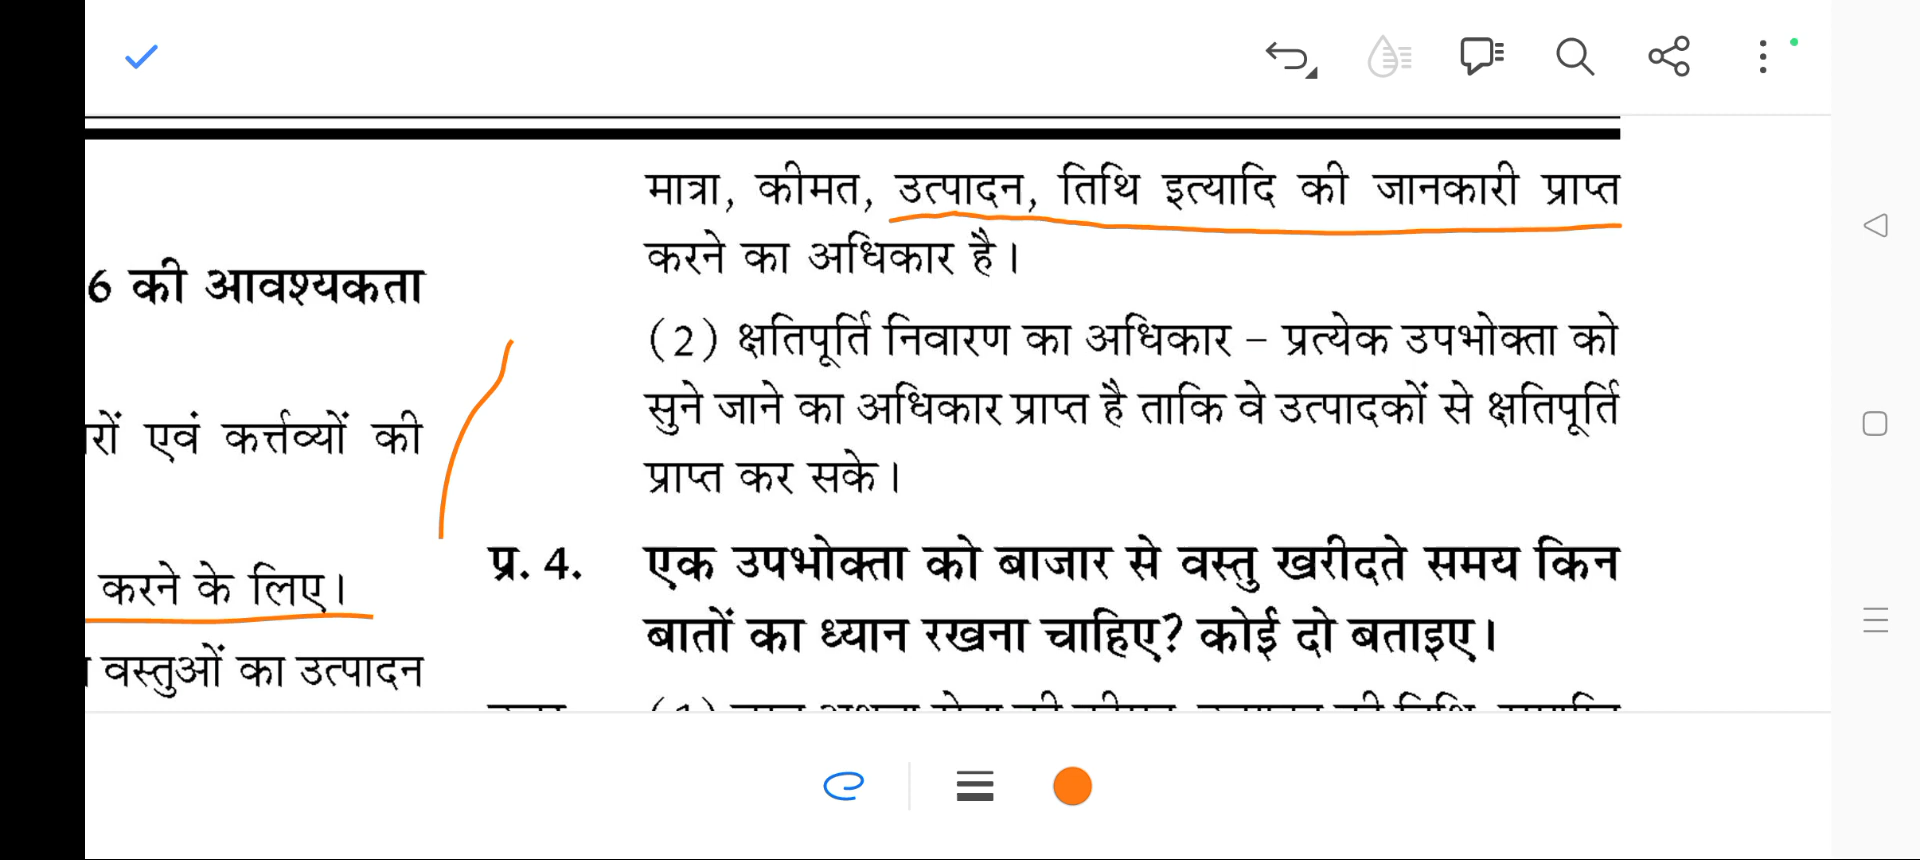 6 की आवश्यकता
रों एवं कर्त्तव्यों की
करने के लिए।
वस्तुओं का उत्पादन
मात्रा, कीमत, उत्पादन, तिथि इत्यादि की जानकारी प्राप्त
करने का अधिकार है।
(2) क्षतिपूर्ति निवारण का अधिकार – प्रत्येक उपभोक्ता को
सुने जाने का अधिकार प्राप्त है ताकि वे उत्पादकों से क्षतिपूर्ति
प्राप्त कर सके।
प्र. 4. एक उपभोक्ता को बाजार से वस्तु खरीदते समय किन
बातों का ध्यान रखना चाहिए? कोई दो बताइए।